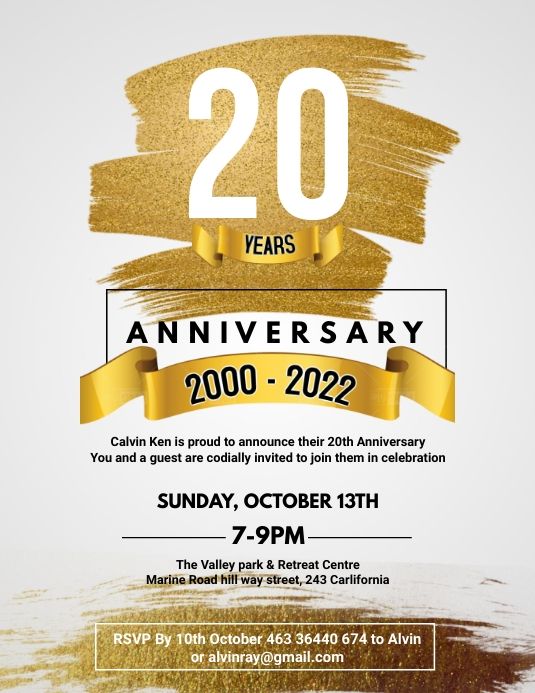 20
YEARS
ANNIVERSARY
2000 - 2022
Calvin Ken is proud to announce their 20th Anniversary
You and a guest are codially invited to join them in celebration
SUNDAY, OCTOBER 13TH
7-9PM
The Valley park & Retreat Centre
Marine Road hill way street, 243 Carlifornia
RSVP By 10th October 463 36440 674 to Alvin
or alvinray@gmail.com